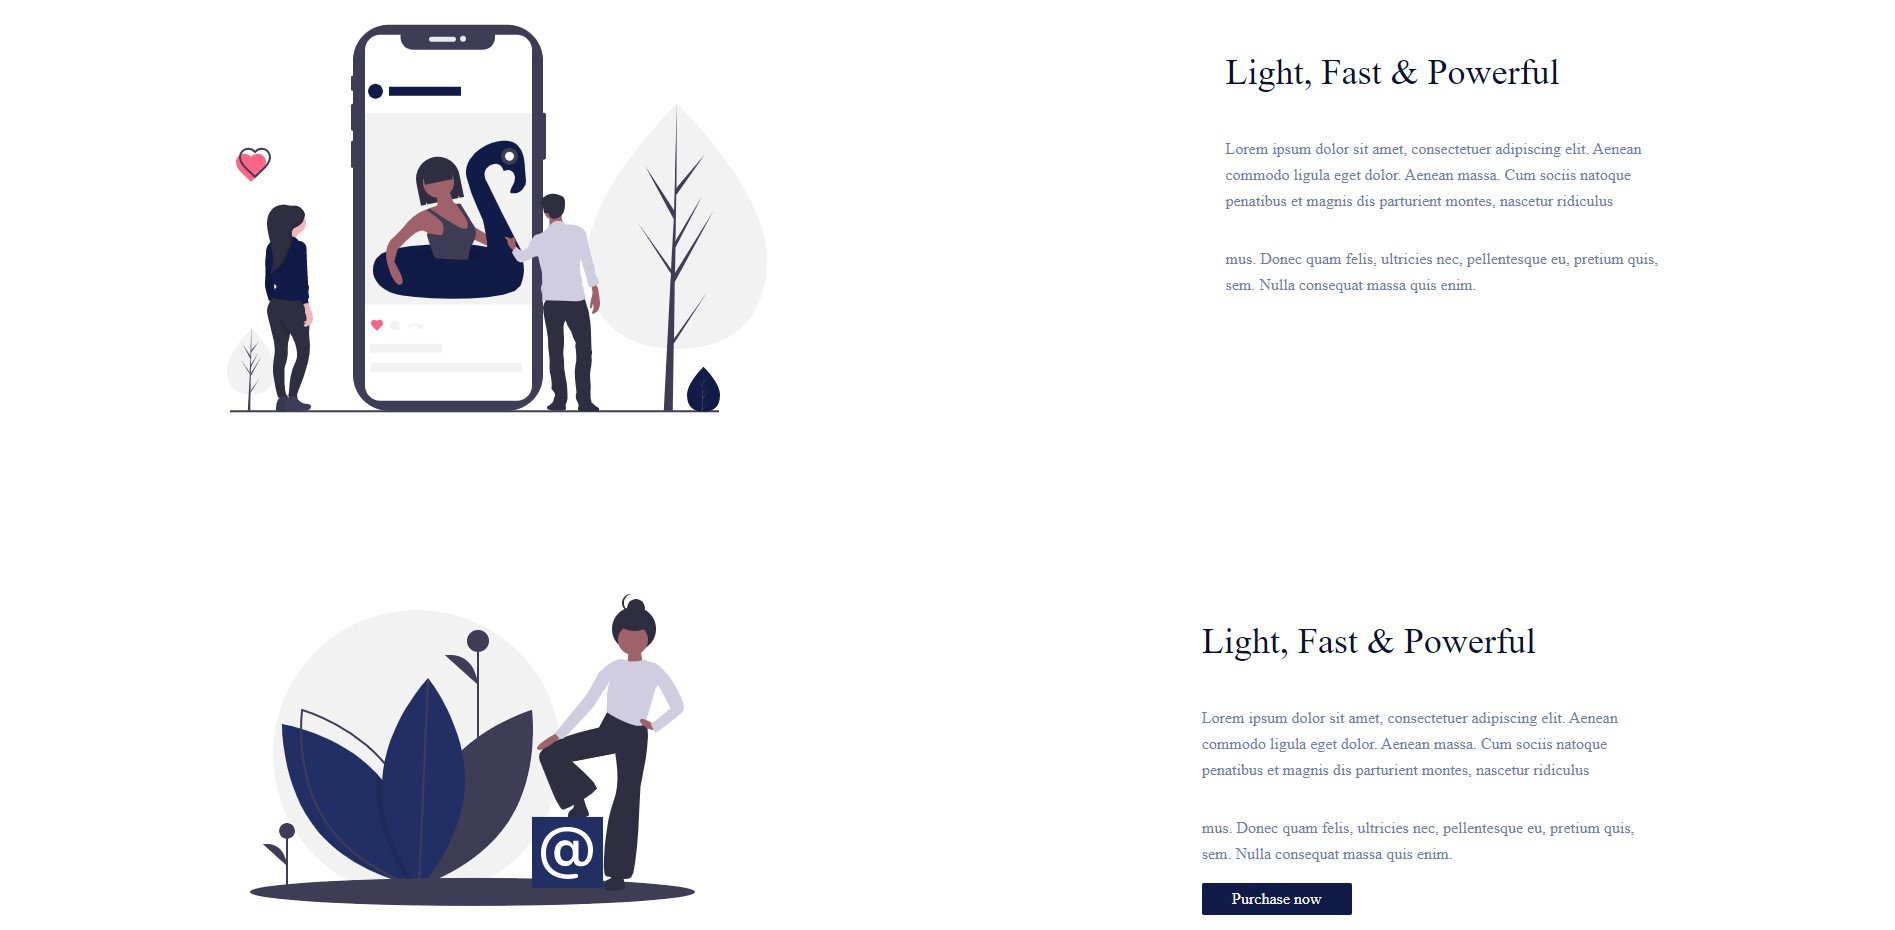 Light, Fast & Powerful
Lorem ipsum dolor sit amet, consectetuer adipiscing elit. Aenean
commodo ligula eget dolor. Aenean massa. Cum sociis natoque
penatibus et magnis dis parturient montes, nascetur ridiculus
mus. Donec quam felis, ultricies nec, pellentesque eu, pretium quis,
sem. Nulla consequat massa quis enim.
@
Light, Fast & Powerful
Lorem ipsum dolor sit amet, consectetuer adipiscing elit. Aenean
commodo ligula eget dolor. Aenean massa. Cum sociis natoque
penatibus et magnis dis parturient montes, nascetur ridiculus
mus. Donec quam felis, ultricies nec, pellentesque eu, pretium quis,
sem. Nulla consequat massa quis enim.
Purchase now